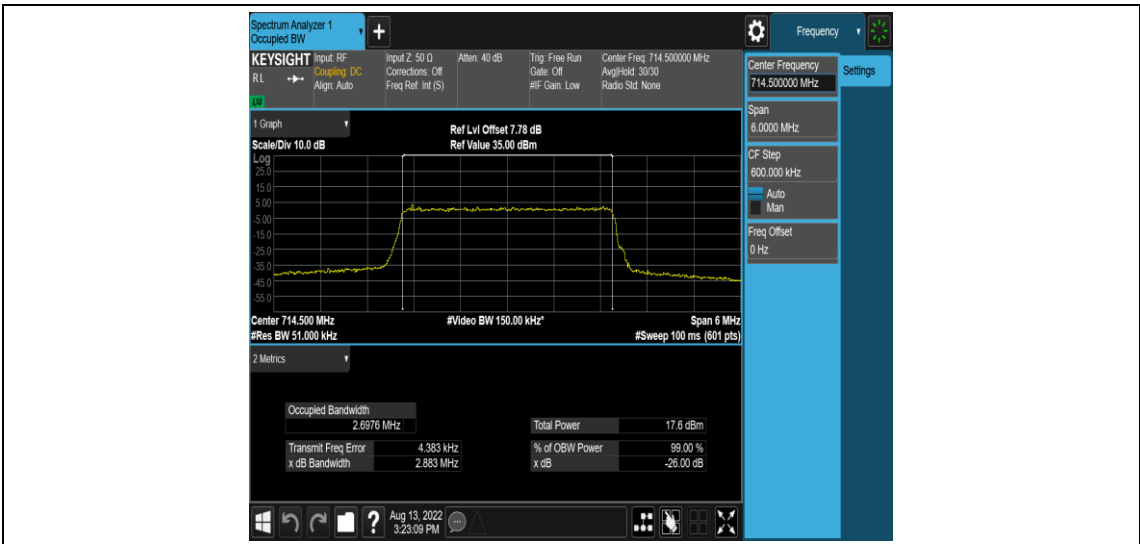 Spectrum Analyzer 1
Occupied BW
+
Frequency
KEYSIGHT
RL
LXI
Input: RF
Coupling: DC
Align: Auto
Input Z: 50 Ω
Corrections: Off
Freq Ref: Int (S)
Atten: 40 dB
Trig: Free Run
Gate: Off
#IF Gain: Low
Center Freq: 714.500000 MHz
Avg|Hold: 30/30
Radio Std: None
Center Frequency
714.500000 MHz
Settings
Span
6.0000 MHz
CF Step
600.000 kHz
Auto
Man
Freq Offset
0 Hz
1 Graph
Ref Lvl Offset 7.78 dB
Scale/Div 10.0 dB
Ref Value 35.00 dBm
Log
25.0
15.0
5.00
-5.00
-15.0
-25.0
-35.0
-45.0
-55.0
Center 714.500 MHz
#Video BW 150.00 kHz*
Span 6 MHz
#Res BW 51.000 kHz
#Sweep 100 ms (601 pts)
2 Metrics
Occupied Bandwidth
2.6976 MHz
Total Power 17.6 dBm
Transmit Freq Error 4.383 kHz
% of OBW Power 99.00 %
x dB Bandwidth 2.883 MHz
x dB -26.00 dB
?
Aug 13, 2022
3:23:09 PM